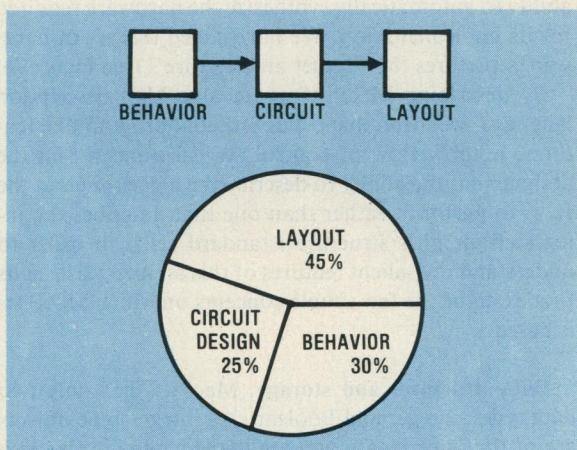 BEHAVIOR CIRCUIT LAYOUT
LAYOUT
45%
CIRCUIT
DESIGN
25%
BEHAVIOR
30%